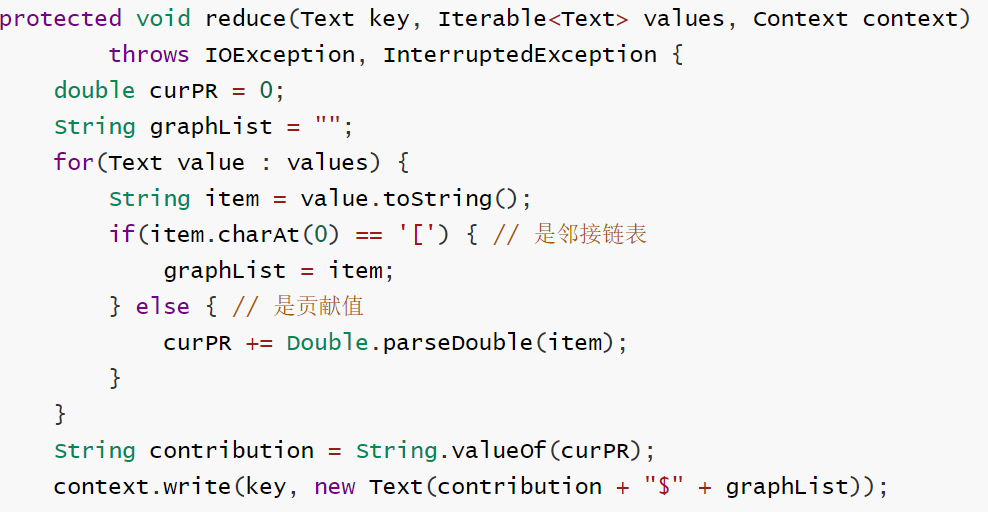 protected void reduce(Text key, Iterable<Text> values, Context context)
        throws IOException, InterruptedException {
    double curPR = 0;
    String graphList = "";
    for(Text value : values) {
        String item = value.toString();
        if(item.charAt(0) == '[') { // 是邻接链表
            graphList = item;
        } else { // 是贡献值
            curPR += Double.parseDouble(item);
        }
    }
    String contribution = String.valueOf(curPR);
    context.write(key, new Text(contribution + "$" + graphList));